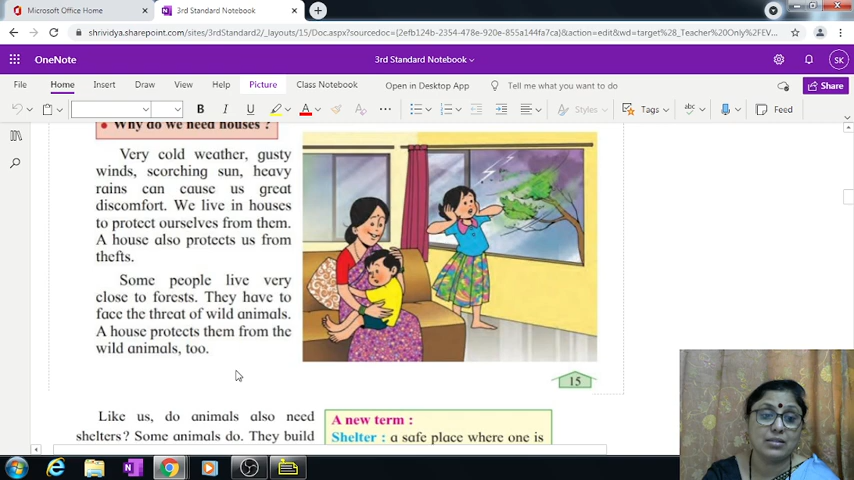 Microsoft Office Home
3rd Standard Notebook
shrividya.sharepoint.com/sites/3rdStandard2/_layouts/15/Doc.aspx?sourcedoc={2efb124b-2354-478e-920e-855a144fa7ca}&action=edit&wd=target%28_Teacher%20Only%2FEV...
OneNote
3rd Standard Notebook
SK
File
Home
Insert
Draw
View
Help
Picture
Class Notebook
Open in Desktop App
Tell me what you want to do
Share
B
I
U
A
Styles
Tags
abc
Feed
• Why do we need houses ?
Very cold weather, gusty
winds, scorching sun, heavy
rains can cause us great
discomfort. We live in houses
to protect ourselves from them.
A house also protects us from
thefts.
Some people live very
close to forests. They have to
face the threat of wild animals.
A house protects them from the
wild animals, too.
15
Like us, do animals also need
shelters? Some animals do. They build
A new term :
Shelter : a safe place where one is